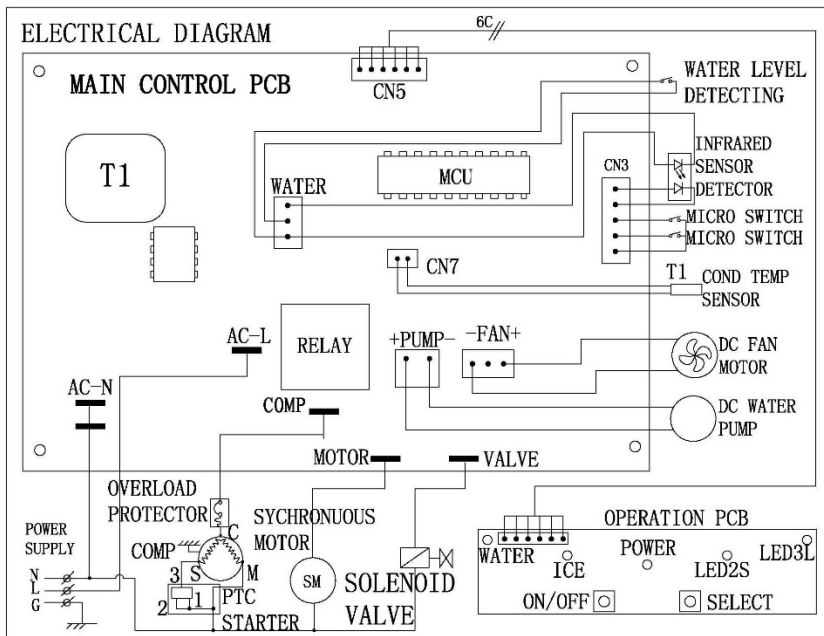 ELECTRICAL DIAGRAM
6C
MAIN CONTROL PCB
CN5
WATER LEVEL
DETECTING
T1
MCU
WATER
CN3
INFRARED
SENSOR
DETECTOR
MICRO SWITCH
MICRO SWITCH
CN7
T1
COND TEMP
SENSOR
AC-L
RELAY
+PUMP-
-FAN+
DC FAN
MOTOR
AC-N
COMP
DC WATER
PUMP
MOTOR
VALVE
OVERLOAD
PROTECTOR
SYCHRONUOUS
MOTOR
POWER
SUPPLY
N
L
G
COMP
C
S
M
3
2
1
PTC
STARTER
SM
SOLENOID
VALVE
OPERATION PCB
WATER
ICE
POWER
LED2S
LED3L
ON/OFF
SELECT